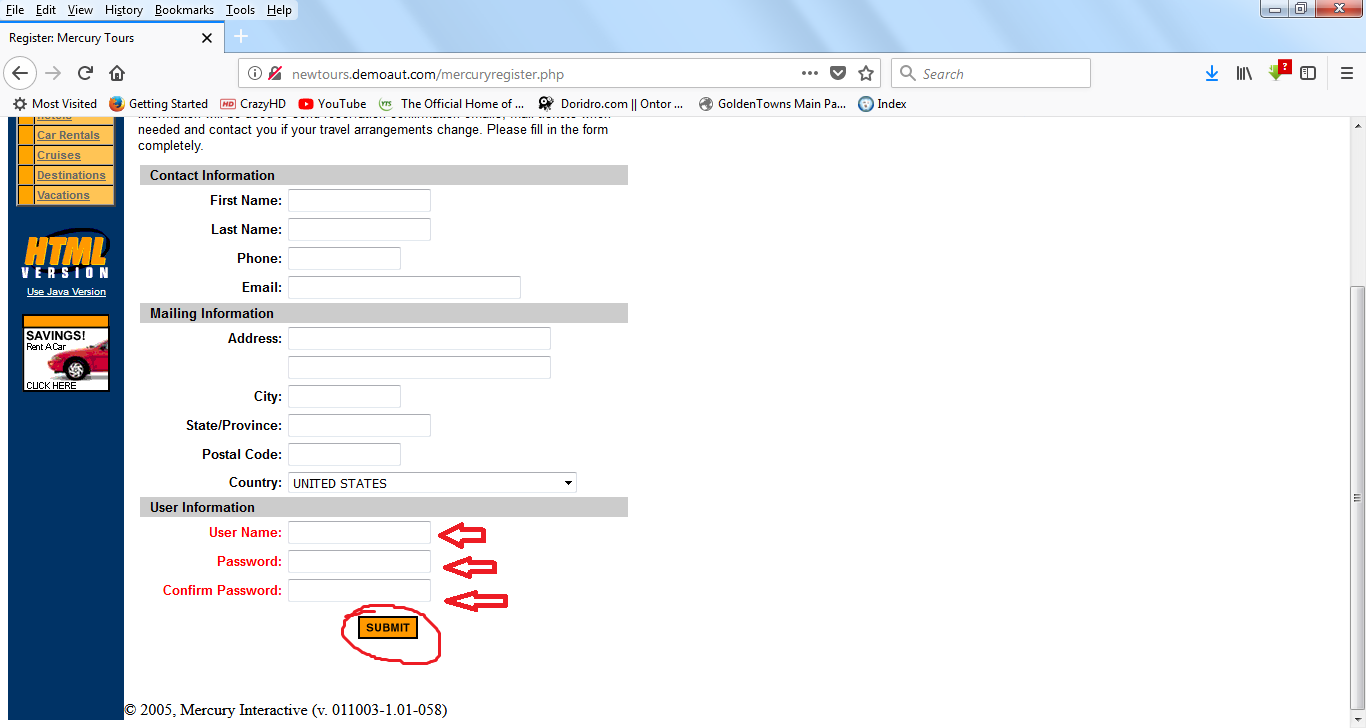 File Edit View History Bookmarks Tools Help
Register: Mercury Tours
newtours.demoaut.com/mercuryregister.php
Search
?
Most Visited Getting Started HD CrazyHD YouTube YTS The Official Home of ... Doridro.com || Ontor ... GoldenTowns Main Pa... Index
needed and contact you if your travel arrangements change. Please fill in the form
completely.
Hotels
Car Rentals
Cruises
Destinations
Vacations
HTML
VERSION
Use Java Version
SAVINGS!
Rent A Car
CLICK HERE
Contact Information
First Name:
Last Name:
Phone:
Email:
Mailing Information
Address:
City:
State/Province:
Postal Code:
Country: UNITED STATES
User Information
User Name:
Password:
Confirm Password:
SUBMIT
© 2005, Mercury Interactive (v. 011003-1.01-058)